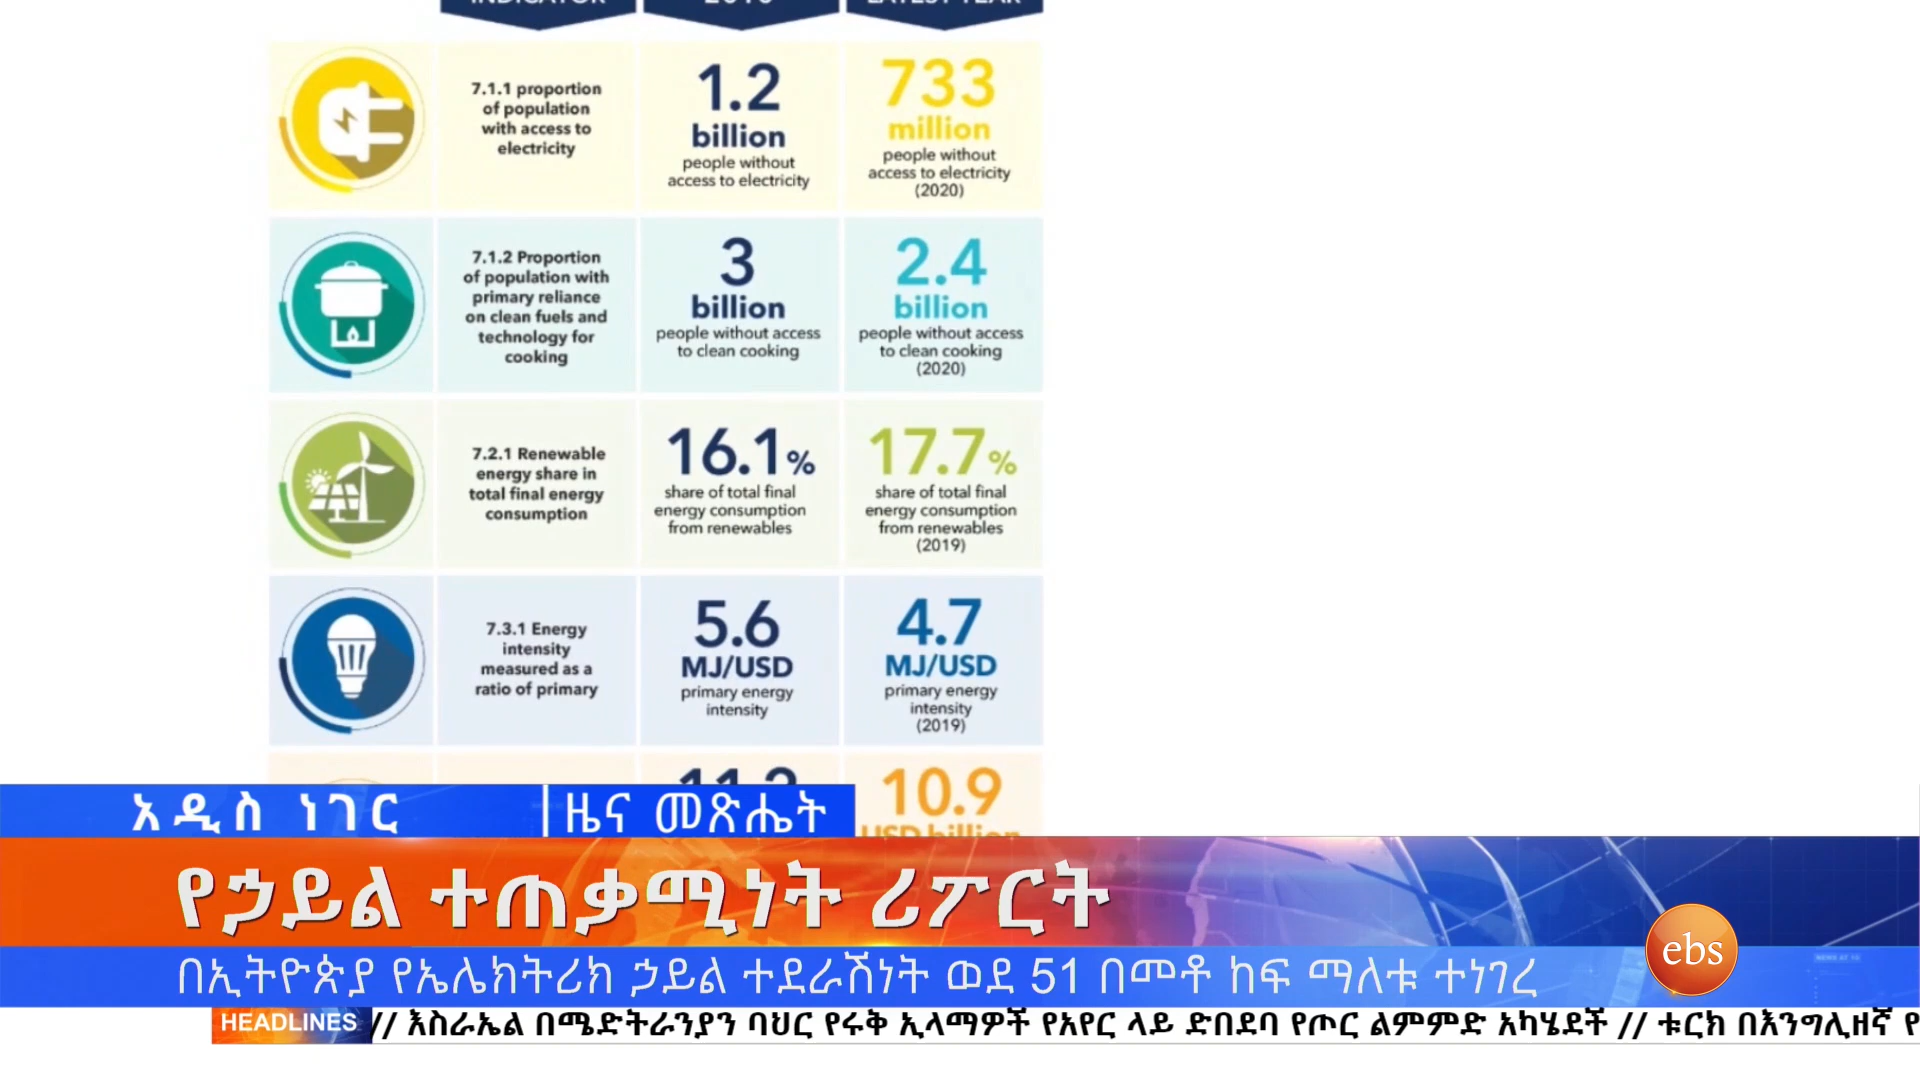 INDICATOR 2010 LATEST YEAR
7.1.1 proportion
of population
with access to
electricity
1.2
billion
people without
access to electricity
733
million
people without
access to electricity
(2020)
7.1.2 Proportion
of population with
primary reliance
on clean fuels and
technology for
cooking
3
billion
people without access
to clean cooking
2.4
billion
people without access
to clean cooking
(2020)
7.2.1 Renewable
energy share in
total final energy
consumption
16.1%
share of total final
energy consumption
from renewables
17.7%
share of total final
energy consumption
from renewables
(2019)
7.3.1 Energy
intensity
measured as a
ratio of primary
5.6
MJ/USD
primary energy
intensity
4.7
MJ/USD
primary energy
intensity
(2019)
10.9
USD billion
አዲስ ነገር |ዜና መጽሔት
የኃይል ተጠቃሚነት ሪፖርት
በኢትዮጵያ የኤሌክትሪክ ኃይል ተደራሽነት ወደ 51 በመቶ ከፍ ማለቱ ተነገረ
ebs
HEADLINES // እስራኤል በሜድትራንያን ባህር የሩቅ ኢላማዎች የአየር ላይ ድበደባ የጦር ልምምድ አካሄደች // ቱርክ በእንግሊዘኛ የ